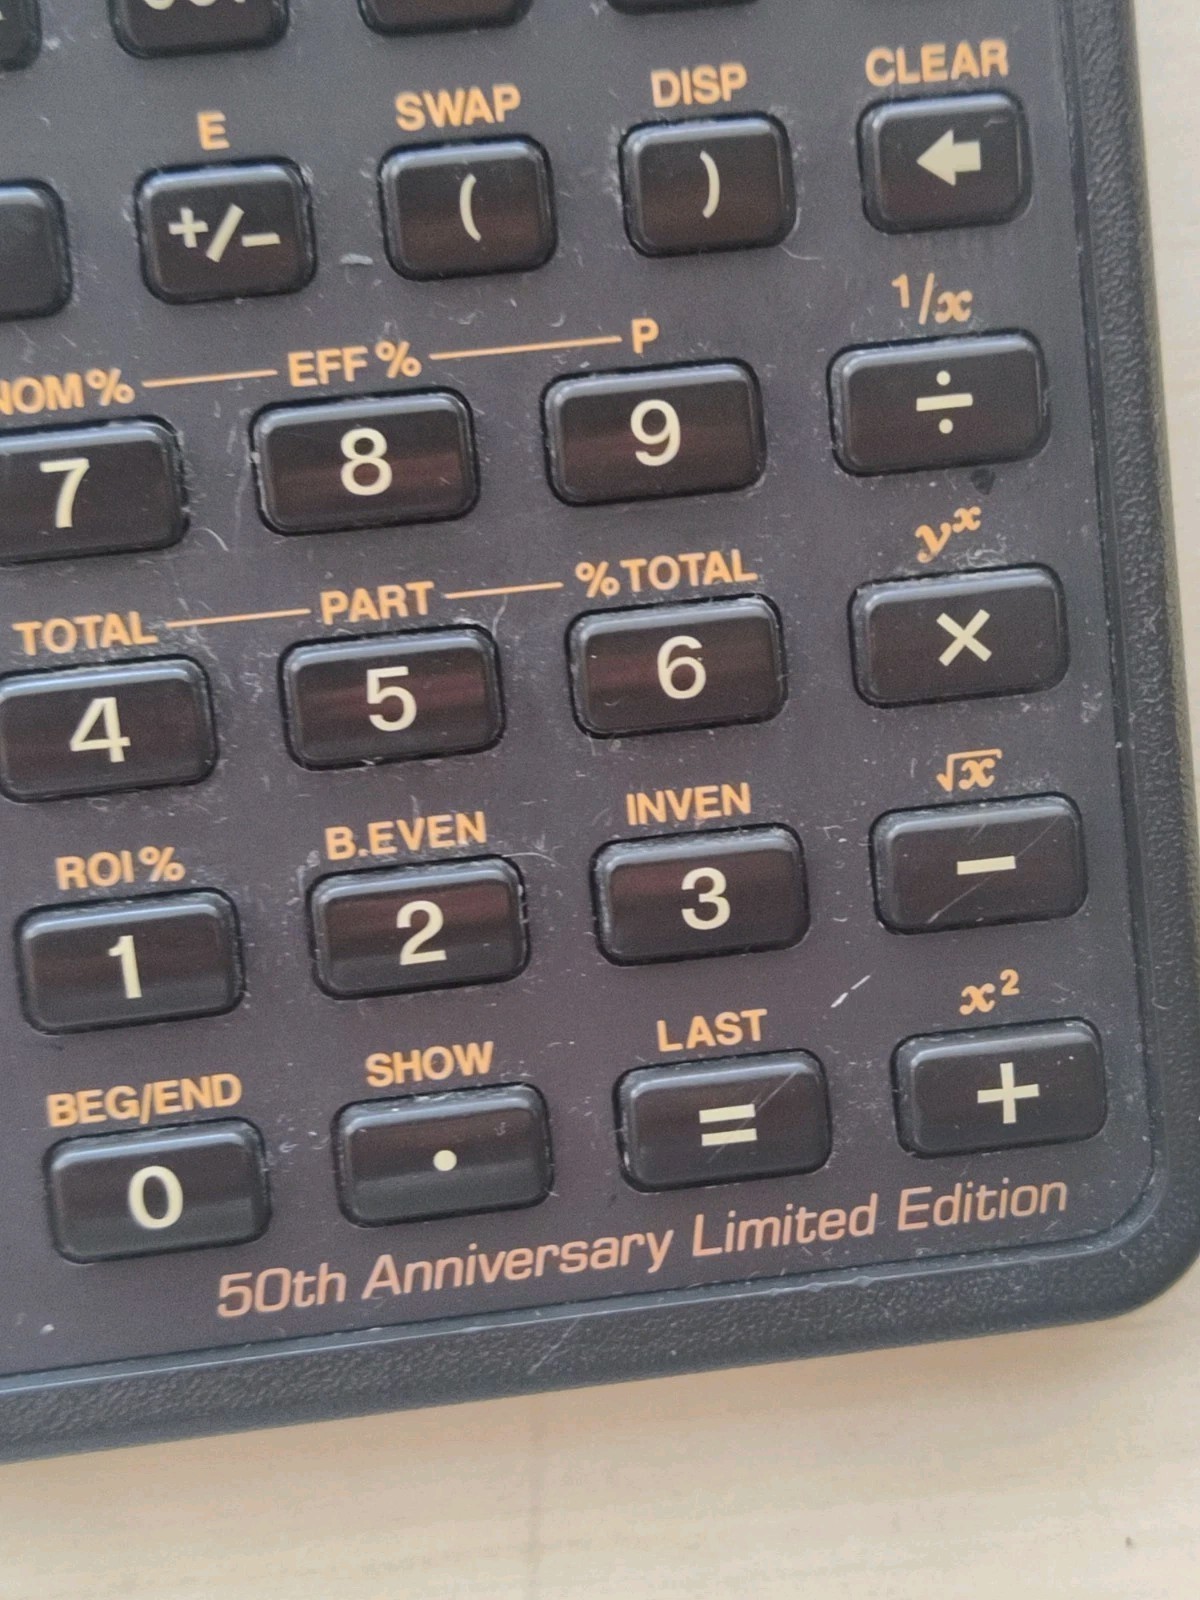 E SWAP DISP CLEAR
+/− ( ) ←
1/x
NOM% EFF% P
7 8 9 ÷
yˣ
TOTAL PART %TOTAL
4 5 6 ×
√x
ROI% B.EVEN INVEN
1 2 3 −
x²
BEG/END SHOW LAST
0 . = +
50th Anniversary Limited Edition